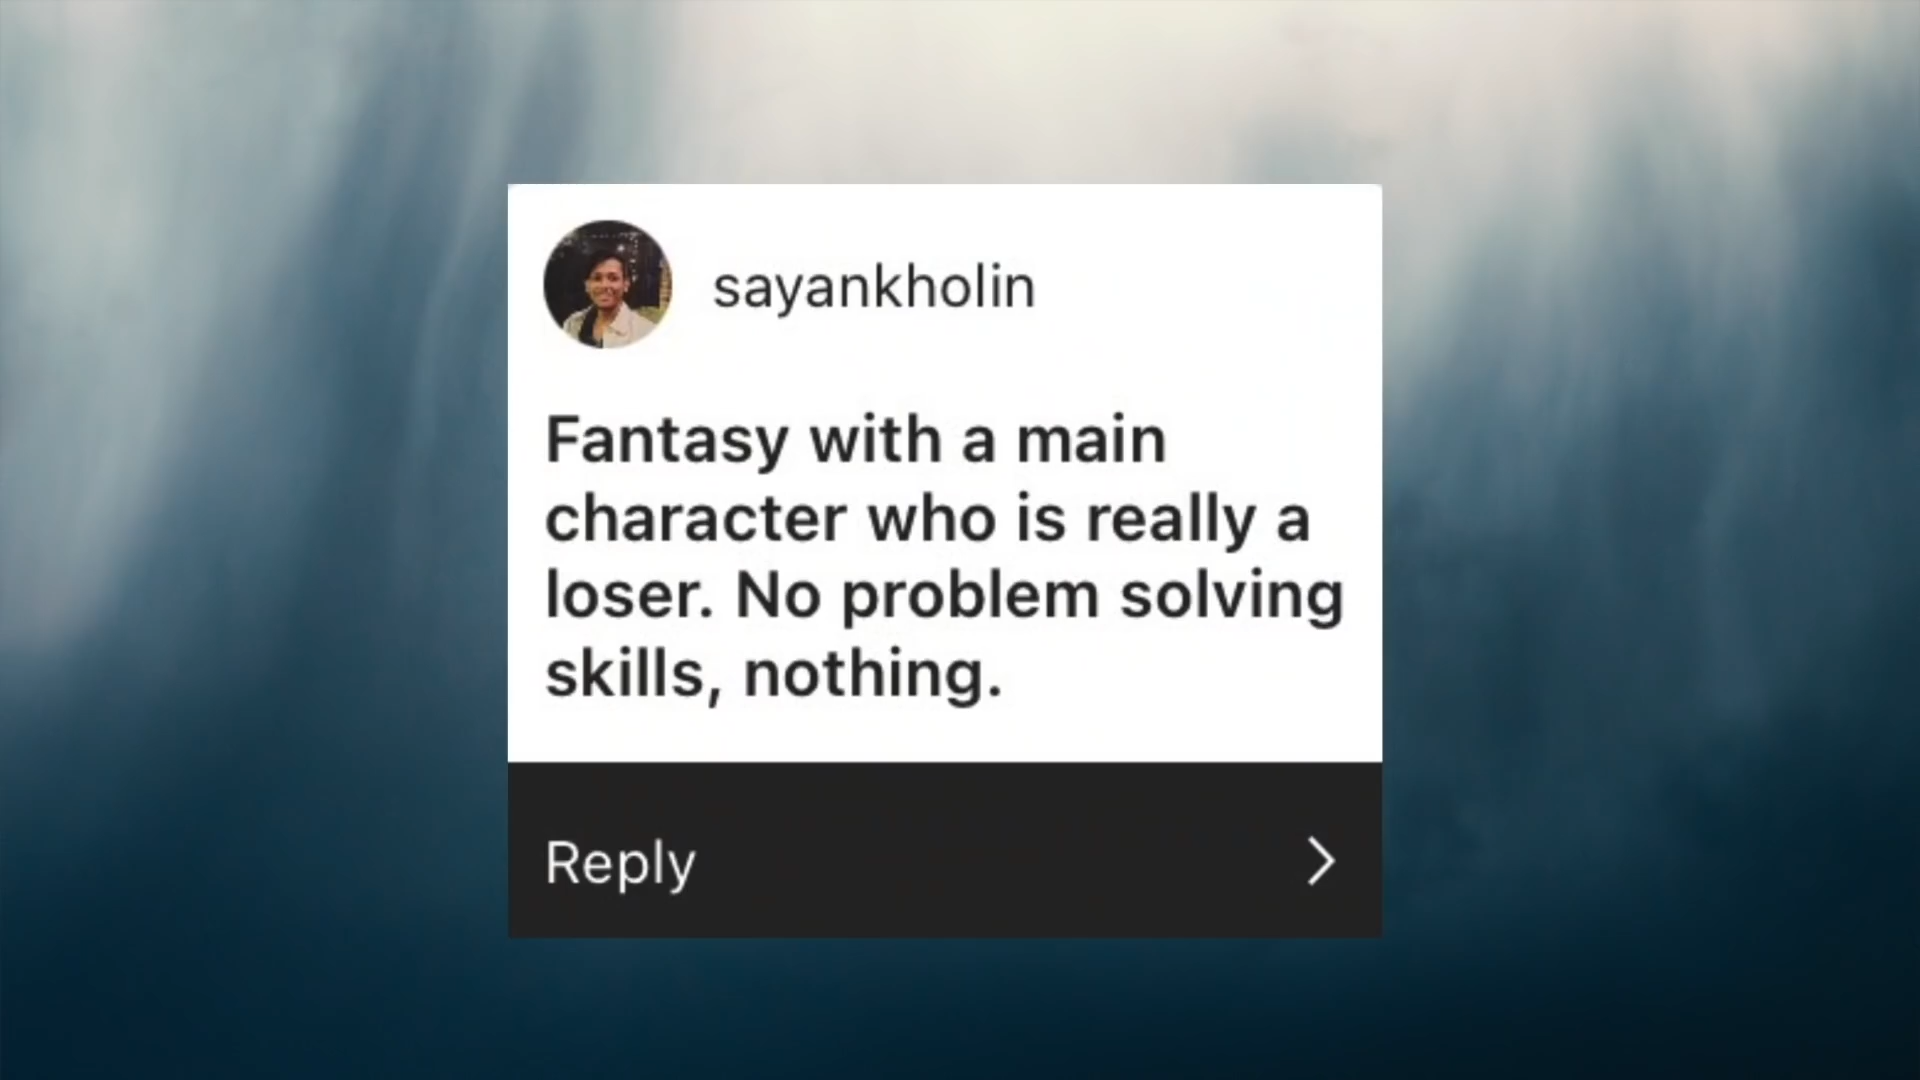 sayankholin
Fantasy with a main
character who is really a
loser. No problem solving
skills, nothing.
Reply